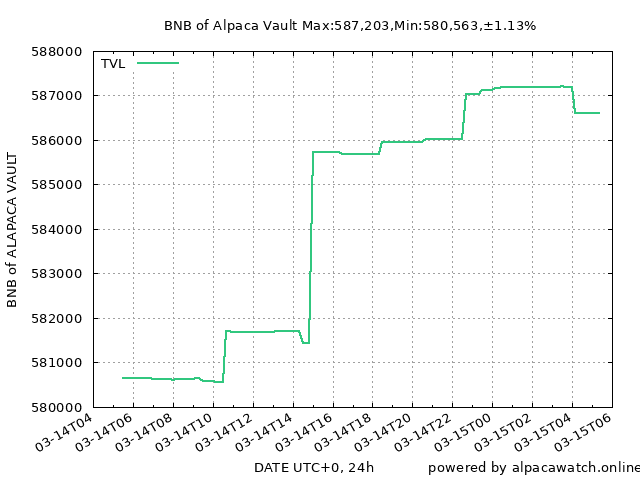 BNB of Alpaca Vault Max:587,203,Min:580,563,±1.13%
TVL
BNB of ALAPACA VAULT
588000
587000
586000
585000
584000
583000
582000
581000
580000
03-14T04
03-14T06
03-14T08
03-14T10
03-14T12
03-14T14
03-14T16
03-14T18
03-14T20
03-14T22
03-15T00
03-15T02
03-15T04
03-15T06
DATE UTC+0, 24h
powered by alpacawatch.online